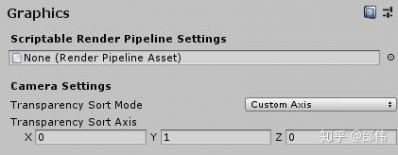 Graphics
Scriptable Render Pipeline Settings
None (Render Pipeline Asset)
Camera Settings
Transparency Sort Mode Custom Axis
Transparency Sort Axis
X 0 Y 1 Z 0
知乎 @邵伟